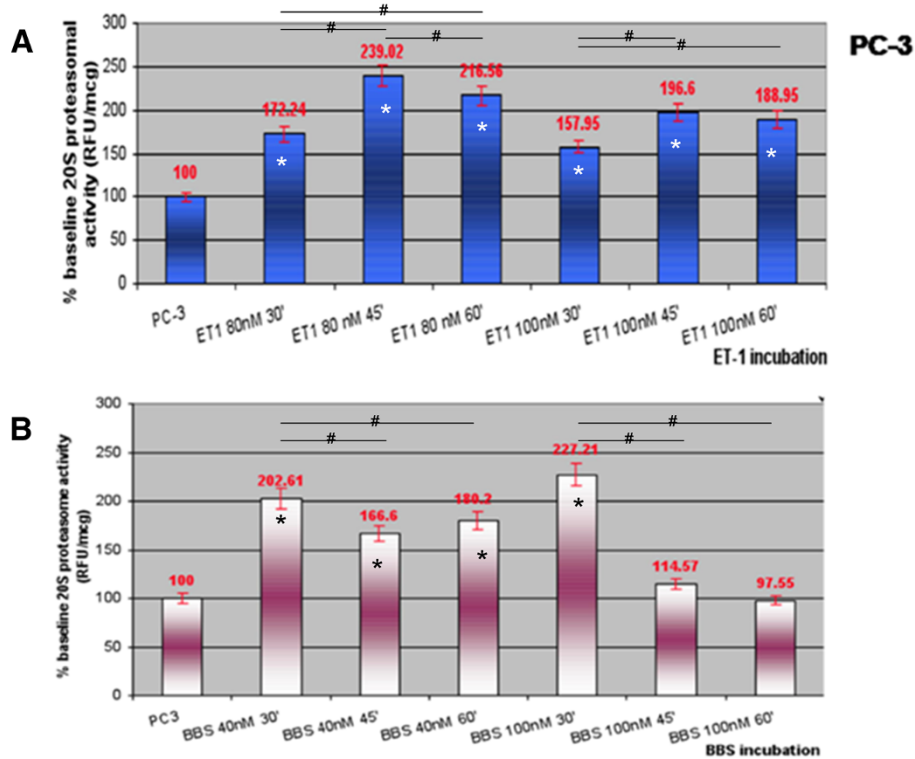 A
PC-3
% baseline 20S proteasomal
activity (RFU/mcg)
300
250
200
150
100
50
0
#
#
#
#
#
100
172.24
239.02
216.56
157.95
196.6
188.95
*
*
*
*
*
*
PC-3
ET1 80nM 30'
ET1 80 nM 45'
ET1 80 nM 60'
ET1 100nM 30'
ET1 100nM 45'
ET1 100nM 60'
ET-1 incubation
B
% baseline 20S proteasome activity
(RFU/mcg)
300
250
200
150
100
50
0
#
#
#
#
100
202.61
166.6
180.2
227.21
114.57
97.55
*
*
*
*
PC3
BBS 40nM 30'
BBS 40nM 45'
BBS 40nM 60'
BBS 100nM 30'
BBS 100nM 45'
BBS 100nM 60'
BBS incubation